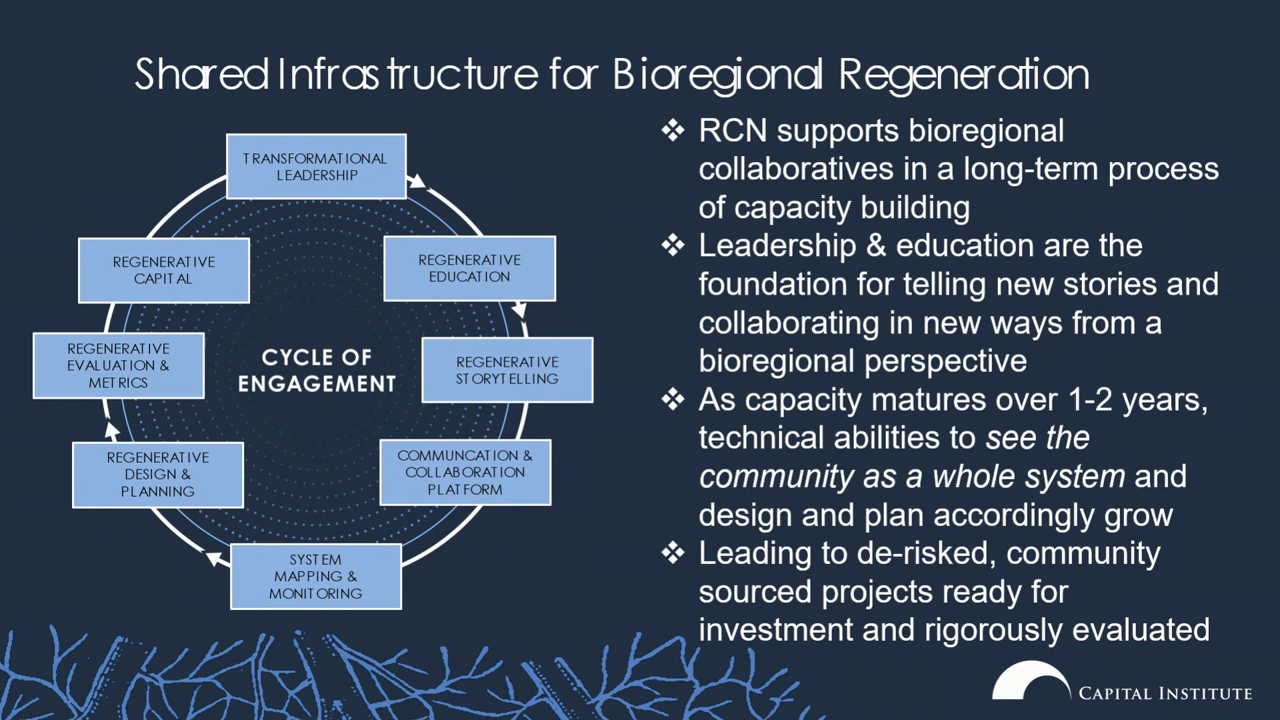 Shared Infrastructure for Bioregional Regeneration
TRANSFORMATIONAL
LEADERSHIP
REGENERATIVE
EDUCATION
REGENERATIVE
STORYTELLING
COMMUNCATION &
COLLABORATION
PLATFORM
SYSTEM
MAPPING &
MONITORING
REGENERATIVE
DESIGN &
PLANNING
REGENERATIVE
EVALUATION &
METRICS
REGENERATIVE
CAPITAL
CYCLE OF
ENGAGEMENT
❖ RCN supports bioregional
collaboratives in a long-term process
of capacity building
❖ Leadership & education are the
foundation for telling new stories and
collaborating in new ways from a
bioregional perspective
❖ As capacity matures over 1-2 years,
technical abilities to see the
community as a whole system and
design and plan accordingly grow
❖ Leading to de-risked, community
sourced projects ready for
investment and rigorously evaluated
CAPITAL INSTITUTE